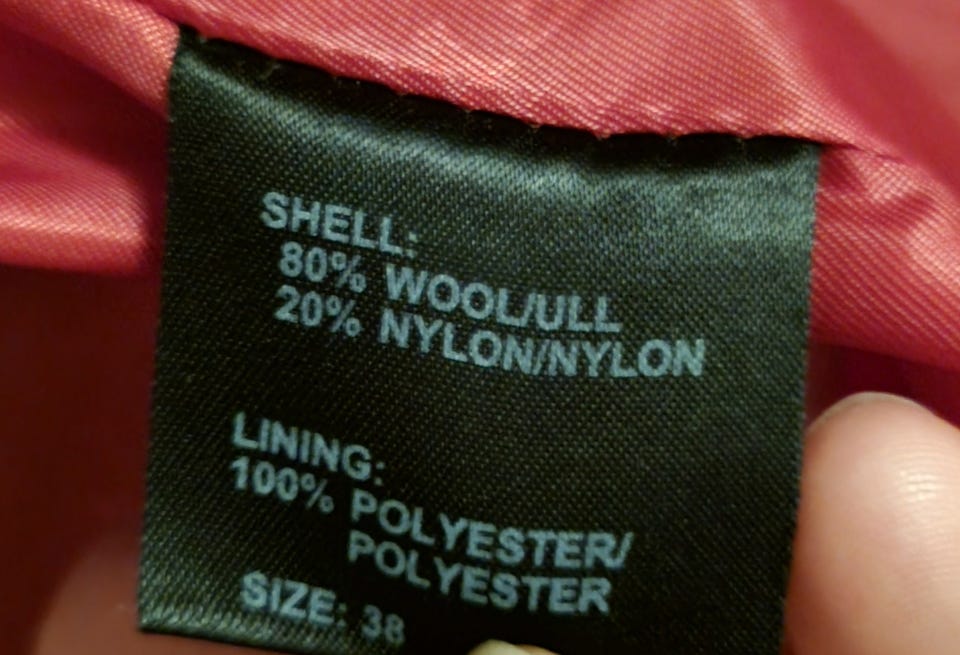 SHELL:
80% WOOL/ULL
20% NYLON/NYLON
LINING:
100% POLYESTER/
POLYESTER
SIZE: 38